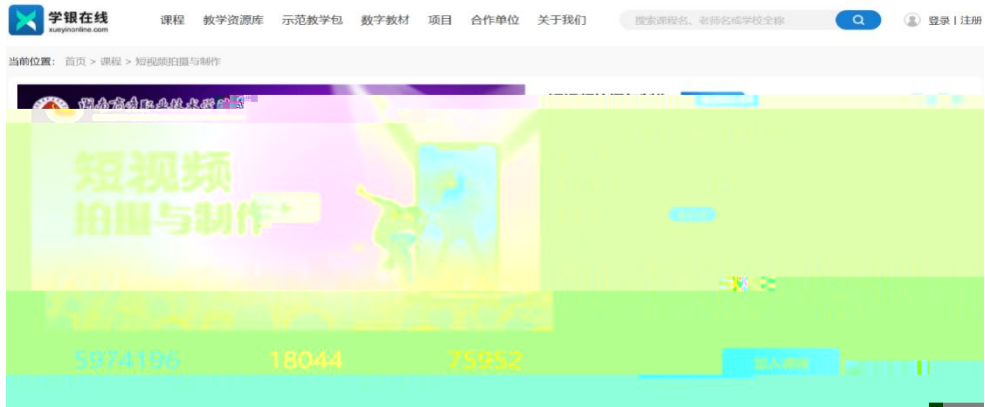 学银在线
xueyinonline.com
课程 教学资源库 示范教学包 数字教材 项目 合作单位 关于我们
搜索课程名、老师名或学校全称
登录 | 注册
当前位置： 首页 > 课程 > 短视频拍摄与制作
短视频
拍摄与制作
5974196 18044 75952